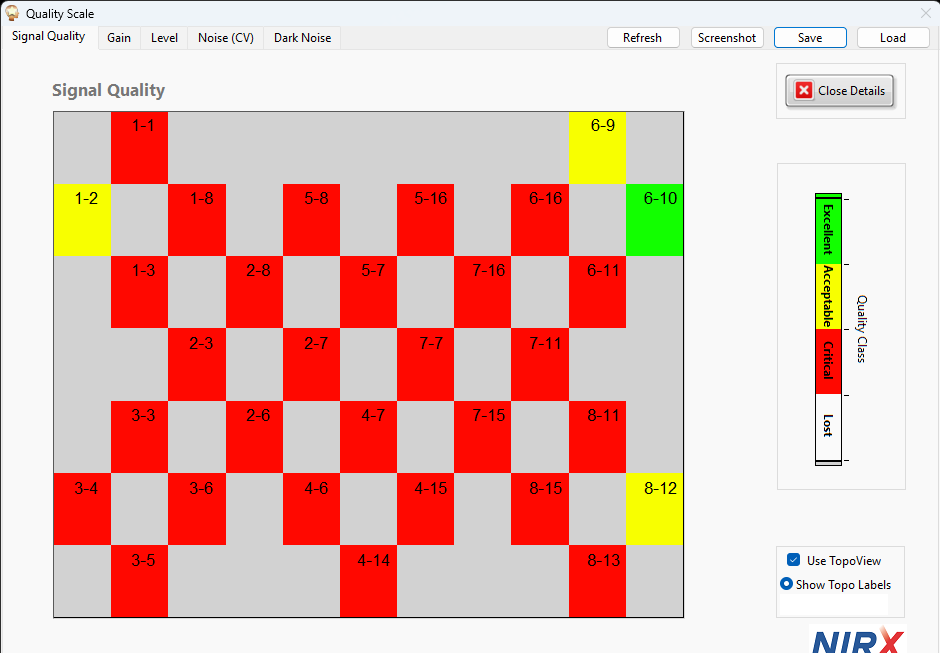 Quality Scale
Signal Quality Gain Level Noise (CV) Dark Noise Refresh Screenshot Save Load
Signal Quality
Close Details
1-1 6-9
1-2 1-8 5-8 5-16 6-16 6-10
1-3 2-8 5-7 7-16 6-11
2-3 2-7 7-7 7-11
3-3 2-6 4-7 7-15 8-11
3-4 3-6 4-6 4-15 8-15 8-12
3-5 4-14 8-13
Excellent
Acceptable
Critical
Lost
Quality Class
Use TopoView
Show Topo Labels
NIRX